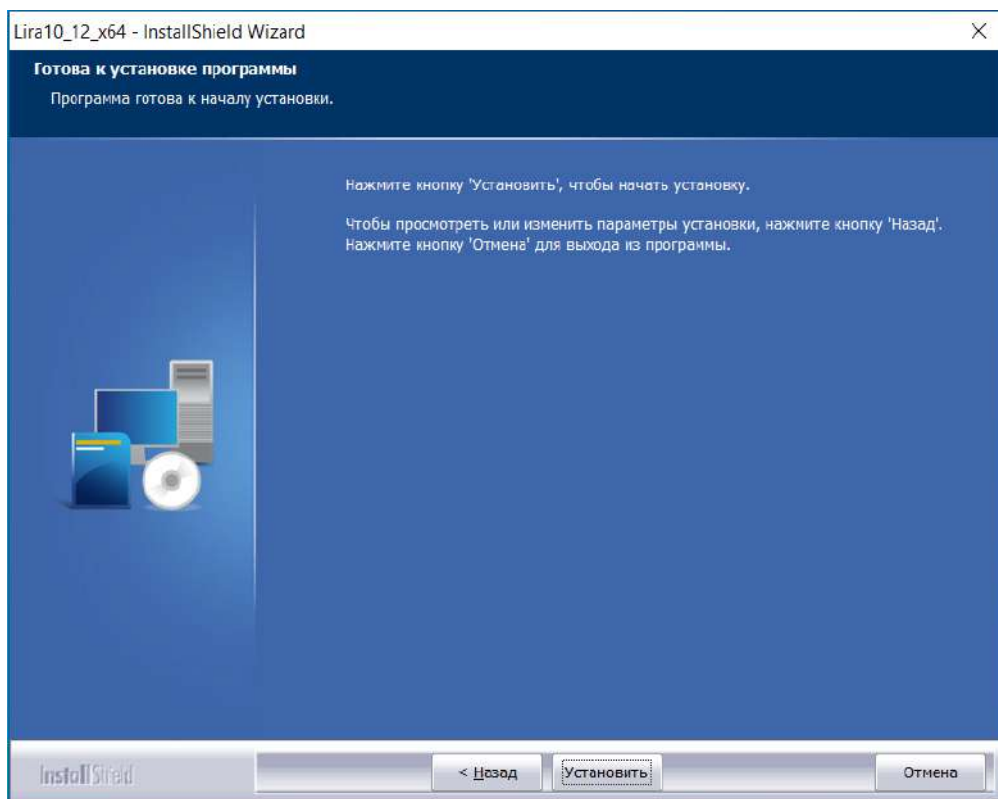 Lira10_12_x64 - InstallShield Wizard
Готова к установке программы
Программа готова к началу установки.
Нажмите кнопку 'Установить', чтобы начать установку.
Чтобы просмотреть или изменить параметры установки, нажмите кнопку 'Назад'.
Нажмите кнопку 'Отмена' для выхода из программы.
InstallShield
< Назад
Установить
Отмена